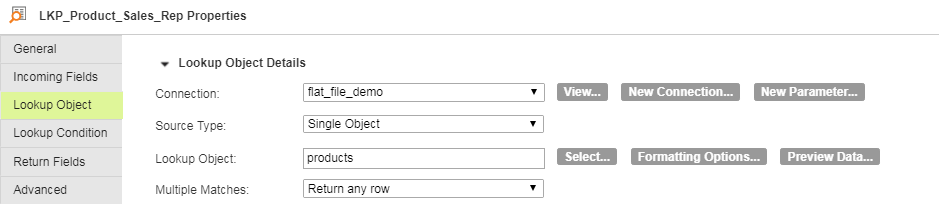 LKP_Product_Sales_Rep Properties
General
Incoming Fields
Lookup Object
Lookup Condition
Return Fields
Advanced
Lookup Object Details
Connection: flat_file_demo View... New Connection... New Parameter...
Source Type: Single Object
Lookup Object: products Select... Formatting Options... Preview Data...
Multiple Matches: Return any row